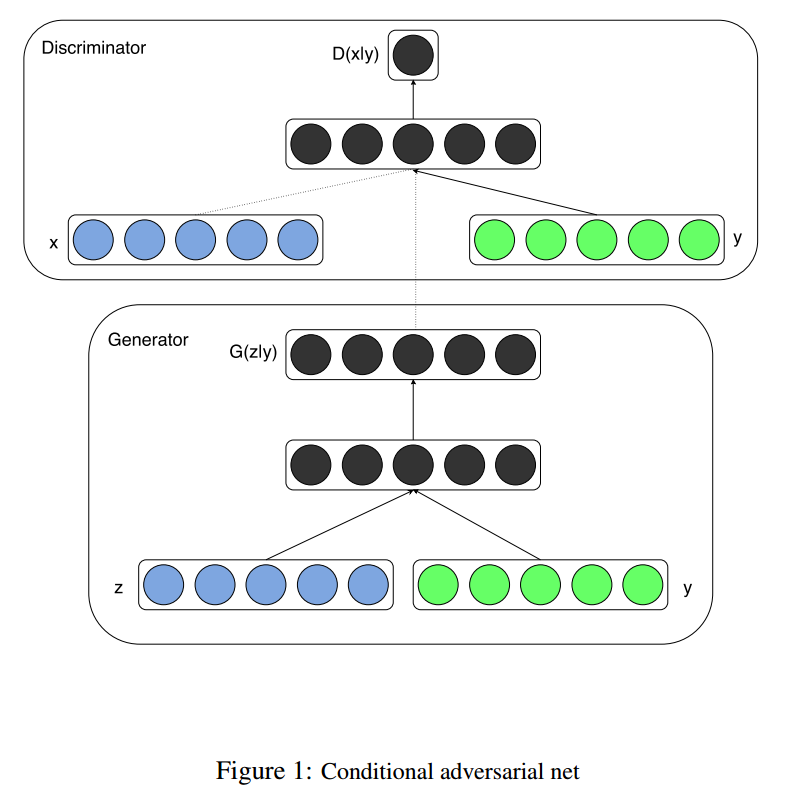 Discriminator
D(x|y)
x
y
Generator
G(z|y)
z
y
Figure 1: Conditional adversarial net